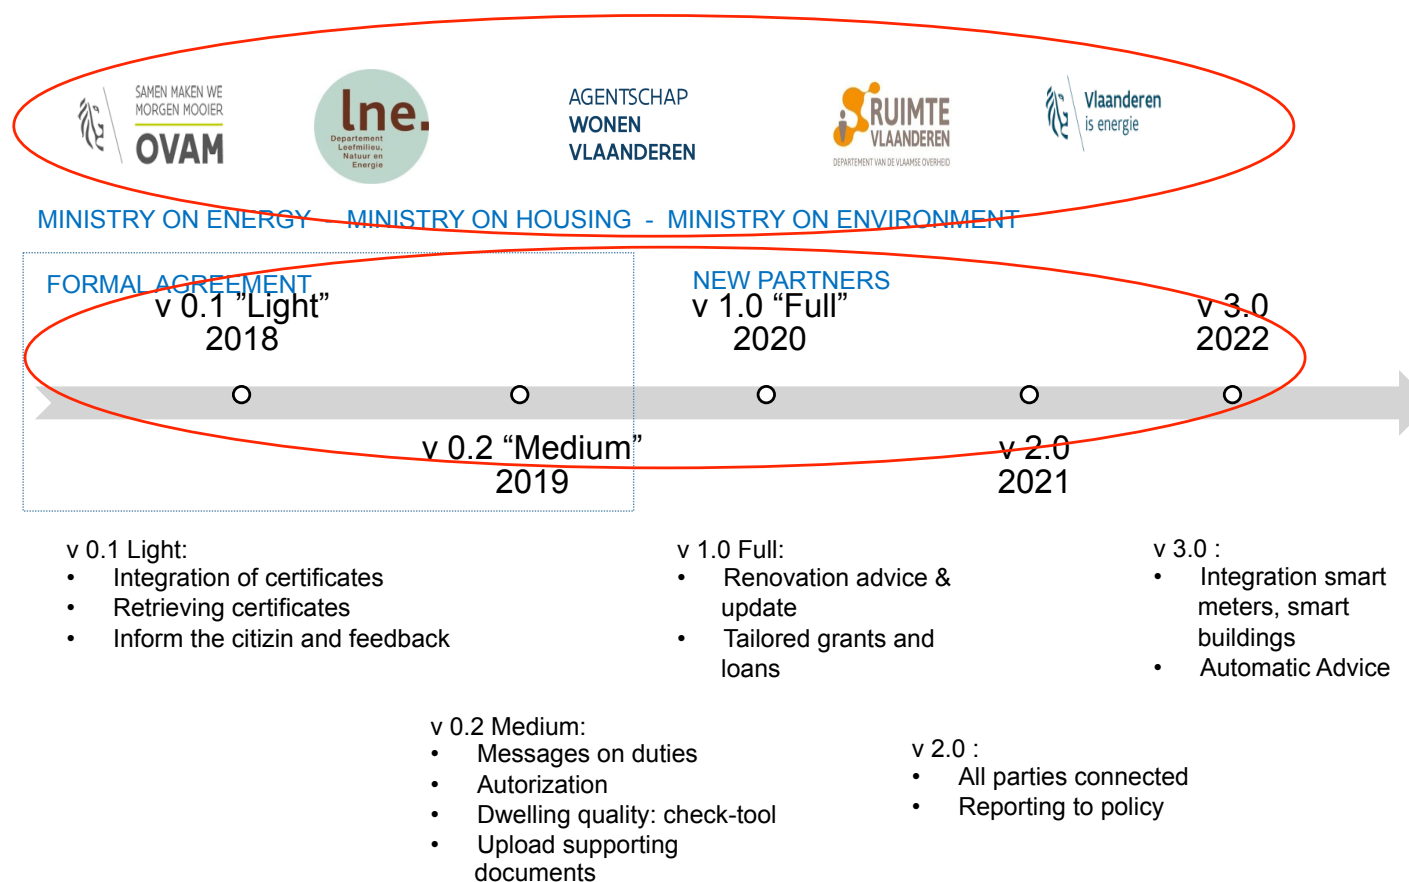 SAMEN MAKEN WE
MORGEN MOOIER
OVAM
lne.
Departement
Leefmilieu,
Natuur en
Energie
AGENTSCHAP
WONEN
VLAANDEREN
RUIMTE
VLAANDEREN
DEPARTEMENT VAN DE VLAAMSE OVERHEID
Vlaanderen
is energie
MINISTRY ON ENERGY - MINISTRY ON HOUSING - MINISTRY ON ENVIRONMENT
FORMAL AGREEMENT
NEW PARTNERS
v 0.1 ”Light”
2018
v 1.0 “Full”
2020
v 3.0
2022
v 0.2 “Medium”
2019
v 2.0
2021
v 0.1 Light:
• Integration of certificates
• Retrieving certificates
• Inform the citizin and feedback
v 1.0 Full:
• Renovation advice &
update
• Tailored grants and
loans
v 3.0 :
• Integration smart
meters, smart
buildings
• Automatic Advice
v 0.2 Medium:
• Messages on duties
• Autorization
• Dwelling quality: check-tool
• Upload supporting
documents
v 2.0 :
• All parties connected
• Reporting to policy